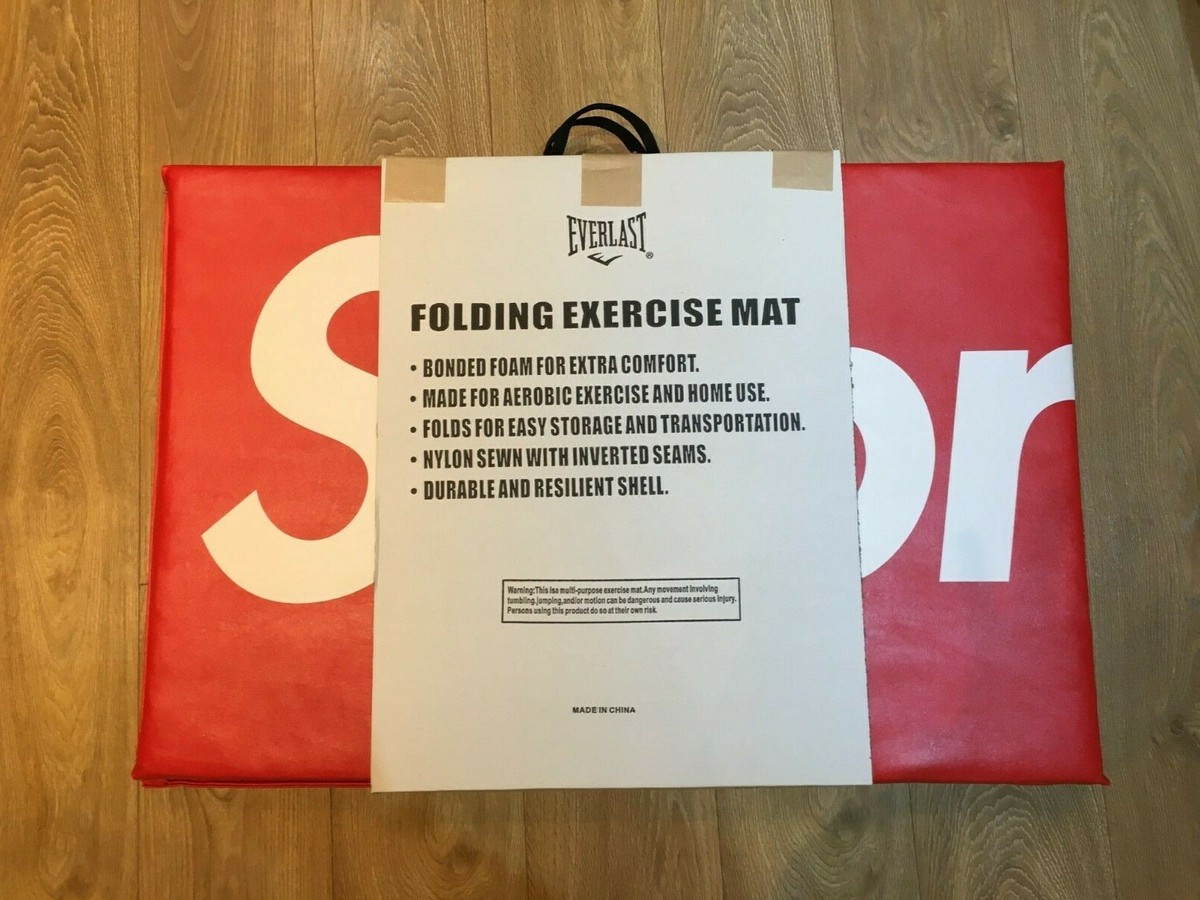 EVERLAST®
FOLDING EXERCISE MAT
• BONDED FOAM FOR EXTRA COMFORT.
• MADE FOR AEROBIC EXERCISE AND HOME USE.
• FOLDS FOR EASY STORAGE AND TRANSPORTATION.
• NYLON SEWN WITH INVERTED SEAMS.
• DURABLE AND RESILIENT SHELL.
S or
Warning:This isa multi-purpose exercise mat.Any movement involving
tumbling,jumping,and/or motion can be dangerous and cause serious injury.
Persons using this product do so at their own risk.
MADE IN CHINA